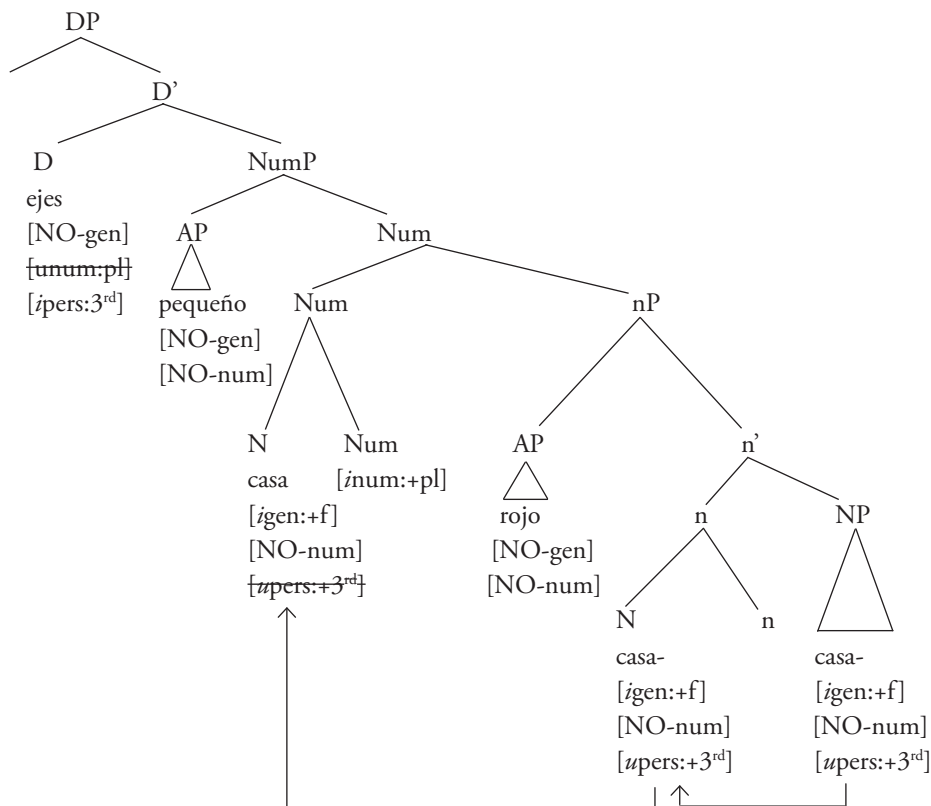 DP
D’
D NumP
ejes
[NO-gen] AP Num
[unum:pl]
[ipers:3rd] pequeño Num nP
[NO-gen]
[NO-num]
N Num AP n’
casa [inum:+pl]
[igen:+f] rojo n NP
[NO-num] [NO-gen]
[upers:+3rd] [NO-num]
N n
casa- casa-
[igen:+f] [igen:+f]
[NO-num] [NO-num]
[upers:+3rd] [upers:+3rd]